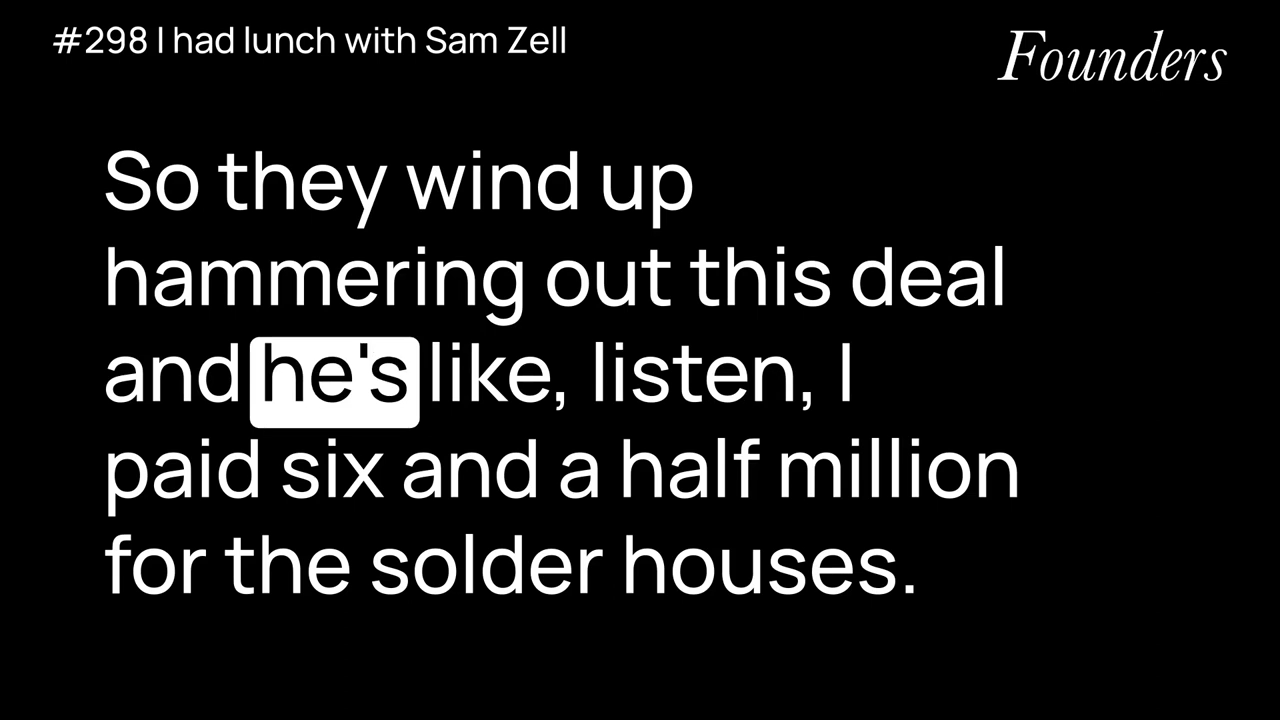 #298 I had lunch with Sam Zell
Founders
So they wind up
hammering out this deal
and he's like, listen, I
paid six and a half million
for the solder houses.